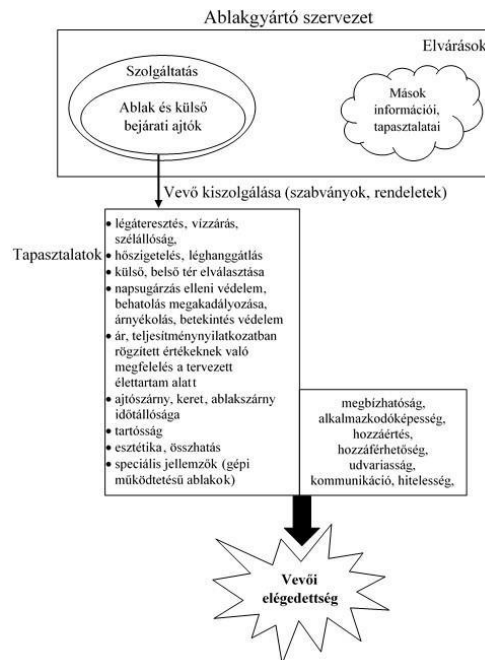 Ablakgyártó szervezet
Elvárások
Szolgáltatás
Ablak és külső
bejárati ajtók
Mások
információi,
tapasztalatai
Vevő kiszolgálása (szabványok, rendeletek)
Tapasztalatok
• légáteresztés, vízzárás,
szélállóság,
• hőszigetelés, léghanggátlás
• külső, belső tér elválasztása
• napsugárzás elleni védelem,
behatolás megakadályozása,
árnyékolás, betekintés védelem
• ár, teljesítménynyilatkozatban
rögzített értékeknek való
megfelelés a tervezett
élettartam alatt
• ajtószárny, keret, ablakszárny
időtállósága
• tartósság
• esztétika, összhatás
• speciális jellemzők (gépi
működtetésű ablakok)
megbízhatóság,
alkalmazkodóképesség,
hozzáértés,
hozzáférhetőség,
udvariasság,
kommunikáció, hitelesség,
Vevői
elégedettség